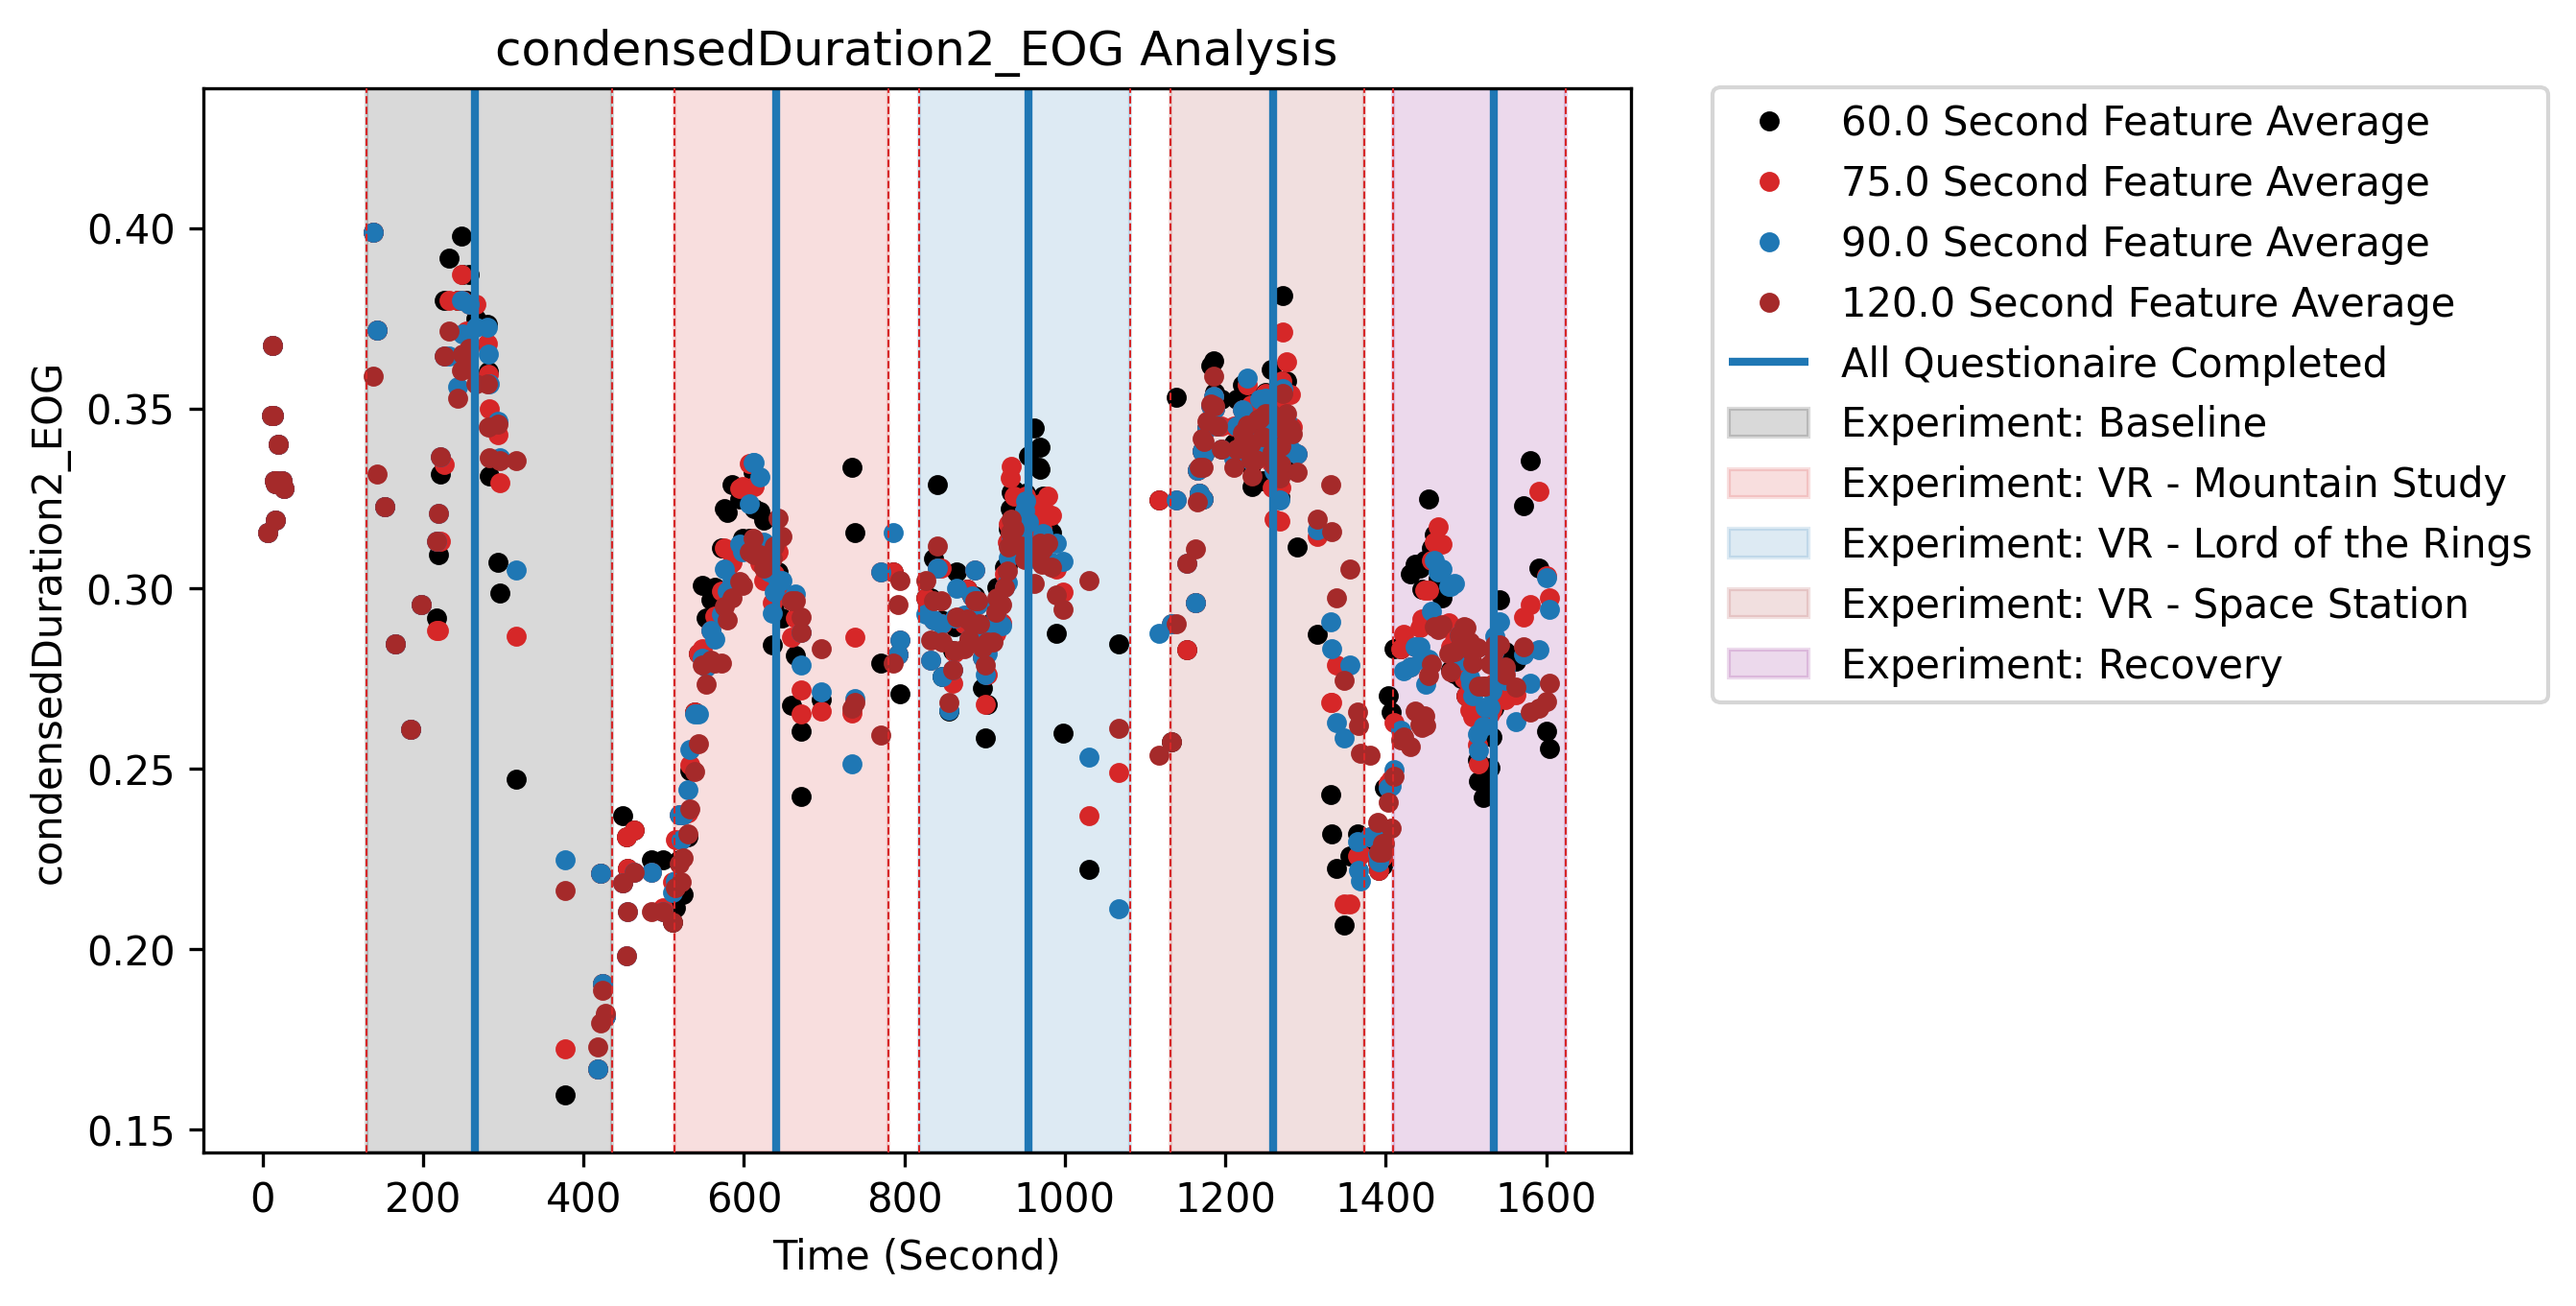 condensedDuration2_EOG Analysis
condensedDuration2_EOG
0.40
0.35
0.30
0.25
0.20
0.15
0 200 400 600 800 1000 1200 1400 1600
Time (Second)
60.0 Second Feature Average
75.0 Second Feature Average
90.0 Second Feature Average
120.0 Second Feature Average
All Questionaire Completed
Experiment: Baseline
Experiment: VR - Mountain Study
Experiment: VR - Lord of the Rings
Experiment: VR - Space Station
Experiment: Recovery